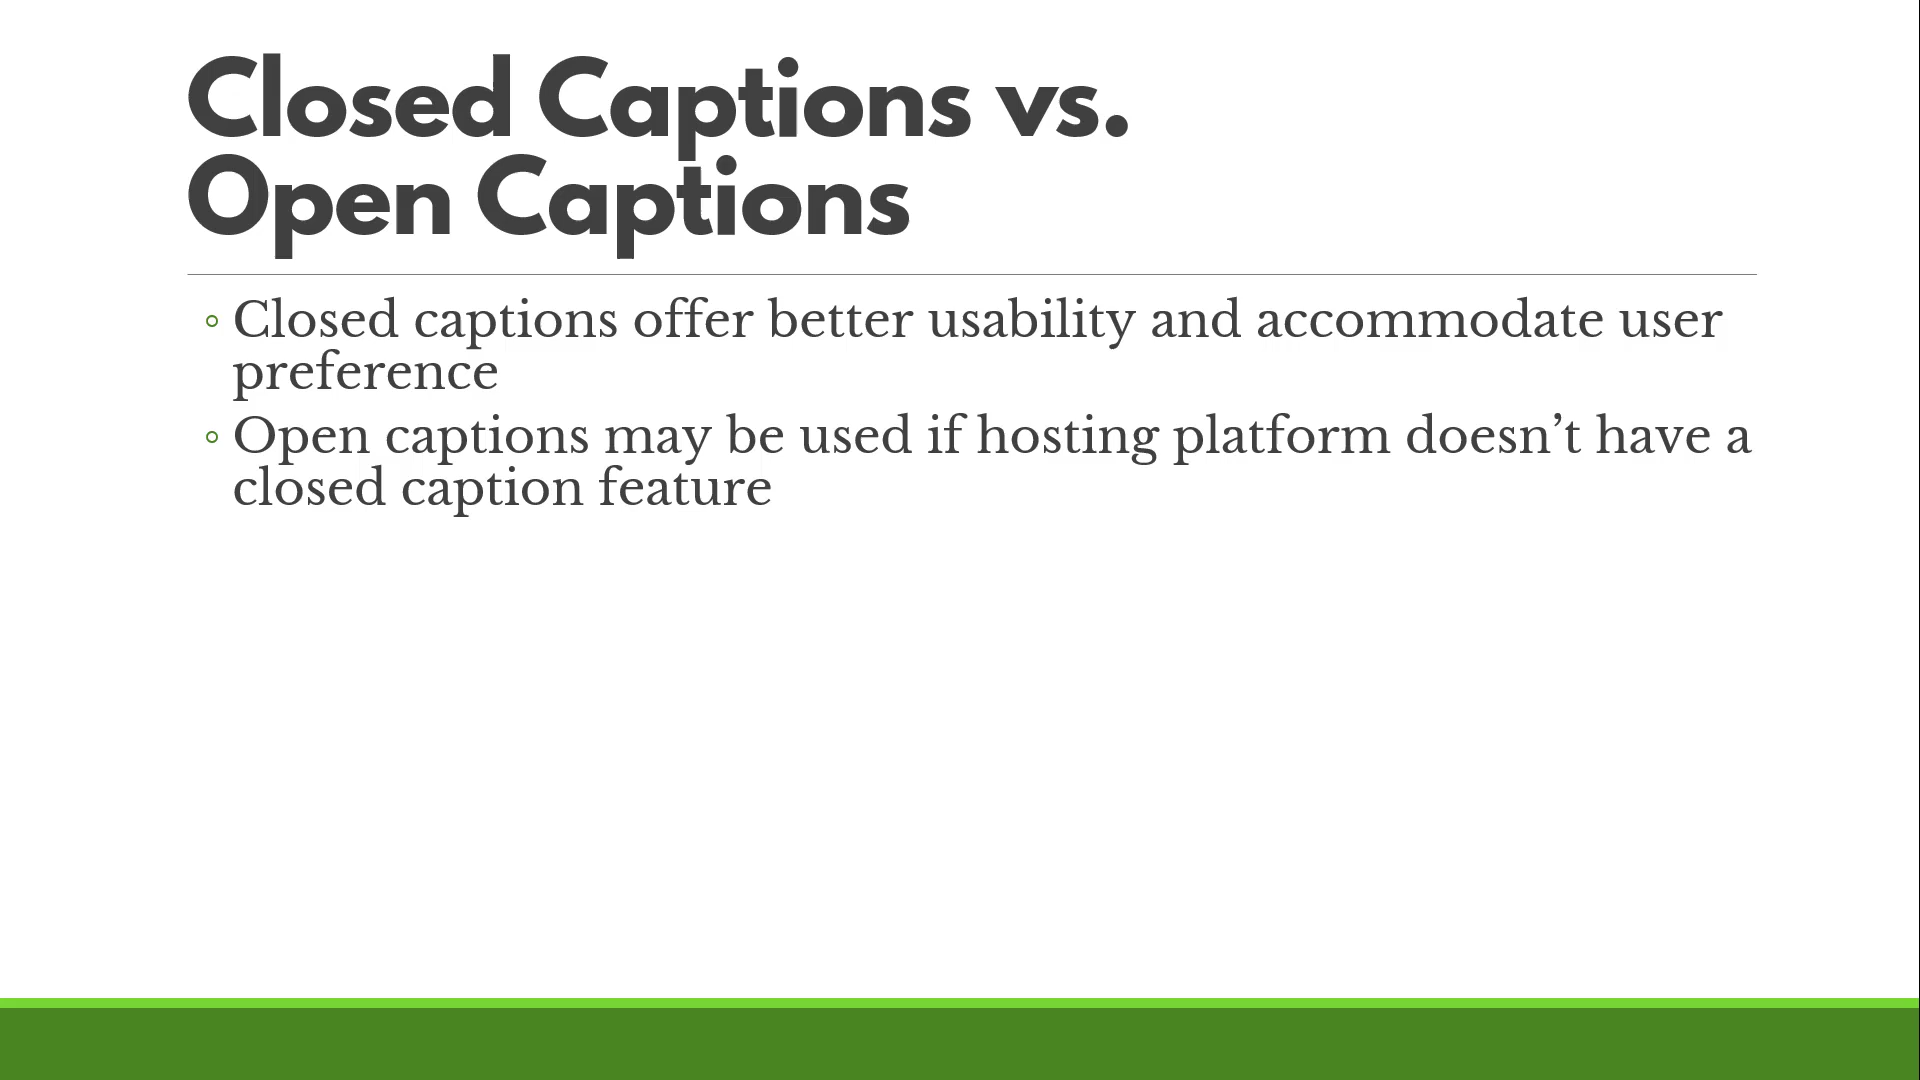 Closed Captions vs.
Open Captions
◦ Closed captions offer better usability and accommodate user
preference
◦ Open captions may be used if hosting platform doesn’t have a
closed caption feature